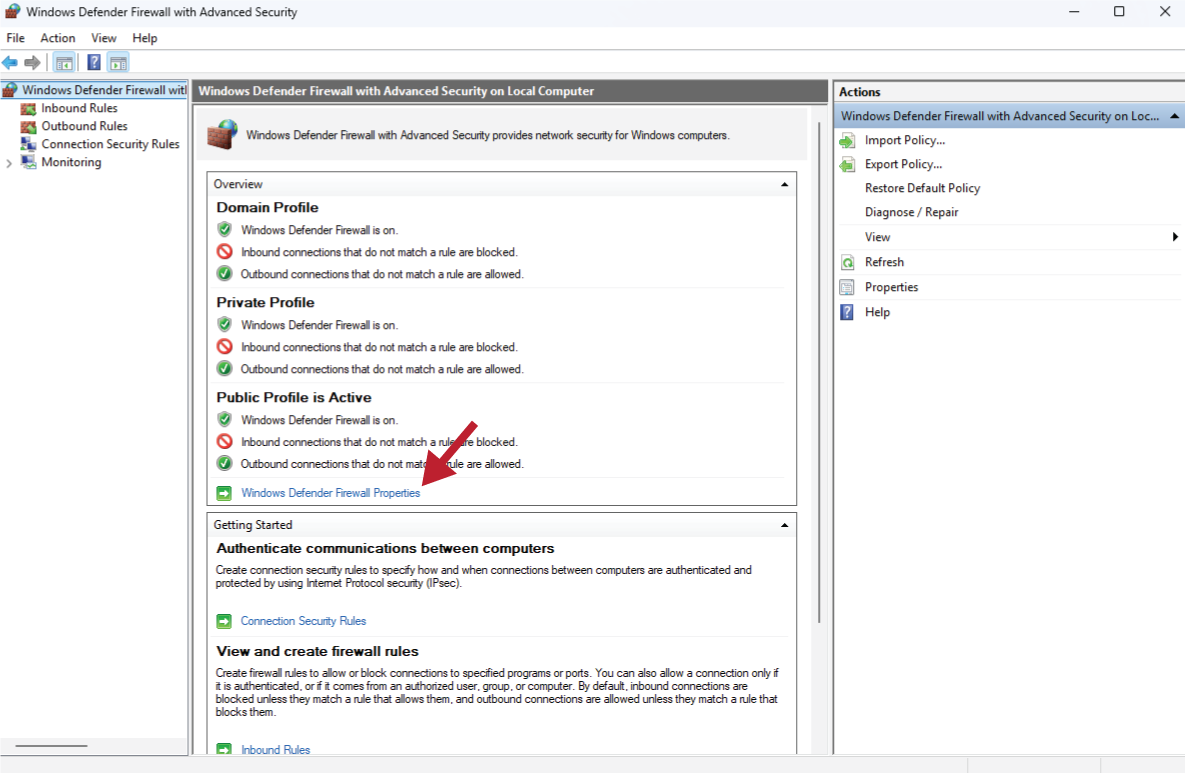 Windows Defender Firewall with Advanced Security
File Action View Help
Windows Defender Firewall wit
Inbound Rules
Outbound Rules
Connection Security Rules
Monitoring
Windows Defender Firewall with Advanced Security on Local Computer
Windows Defender Firewall with Advanced Security provides network security for Windows computers.
Overview
Domain Profile
Windows Defender Firewall is on.
Inbound connections that do not match a rule are blocked.
Outbound connections that do not match a rule are allowed.
Private Profile
Windows Defender Firewall is on.
Inbound connections that do not match a rule are blocked.
Outbound connections that do not match a rule are allowed.
Public Profile is Active
Windows Defender Firewall is on.
Inbound connections that do not match a rule are blocked.
Outbound connections that do not match a rule are allowed.
Windows Defender Firewall Properties
Getting Started
Authenticate communications between computers
Create connection security rules to specify how and when connections between computers are authenticated and
protected by using Internet Protocol security (IPsec).
Connection Security Rules
View and create firewall rules
Create firewall rules to allow or block connections to specified programs or ports. You can also allow a connection only if
it is authenticated, or if it comes from an authorized user, group, or computer. By default, inbound connections are
blocked unless they match a rule that allows them, and outbound connections are allowed unless they match a rule that
blocks them.
Inbound Rules
Actions
Windows Defender Firewall with Advanced Security on Loc...
Import Policy...
Export Policy...
Restore Default Policy
Diagnose / Repair
View
Refresh
Properties
Help